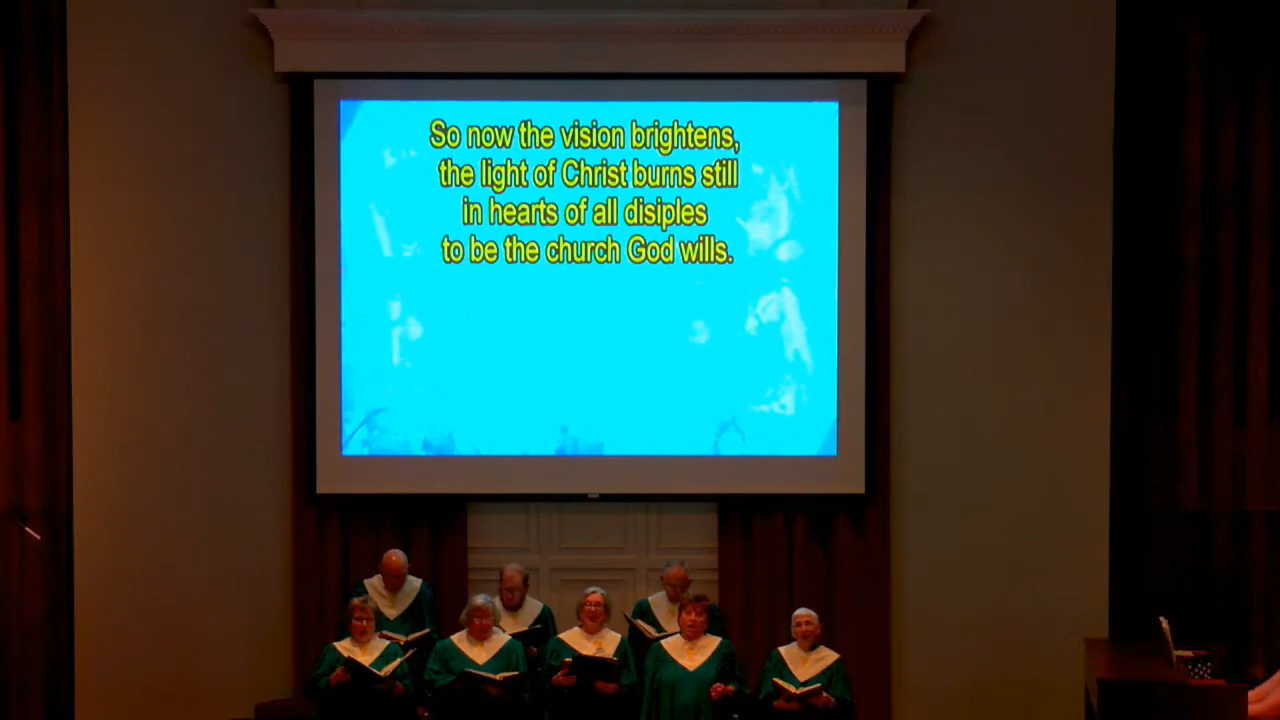 So now the vision brightens,
the light of Christ burns still
in hearts of all disiples
to be the church God wills.